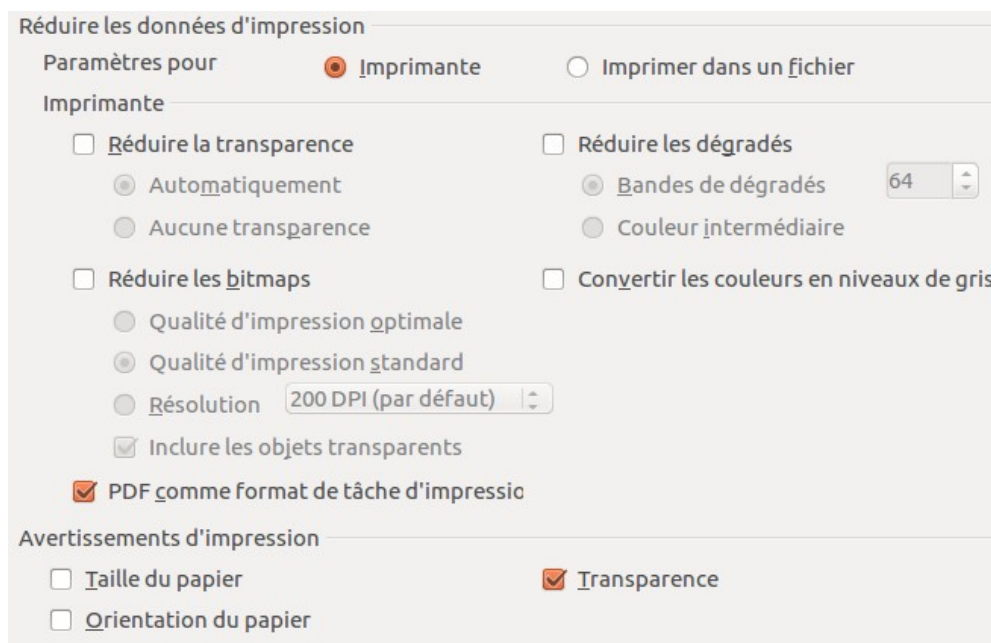 Réduire les données d'impression
Paramètres pour Imprimante Imprimer dans un fichier
Imprimante
Réduire la transparence Réduire les dégradés
Automatiquement Bandes de dégradés 64
Aucune transparence Couleur intermédiaire
Réduire les bitmaps Convertir les couleurs en niveaux de gris
Qualité d'impression optimale
Qualité d'impression standard
Résolution 200 DPI (par défaut)
Inclure les objets transparents
PDF comme format de tâche d'impressio
Avertissements d'impression
Taille du papier Transparence
Orientation du papier